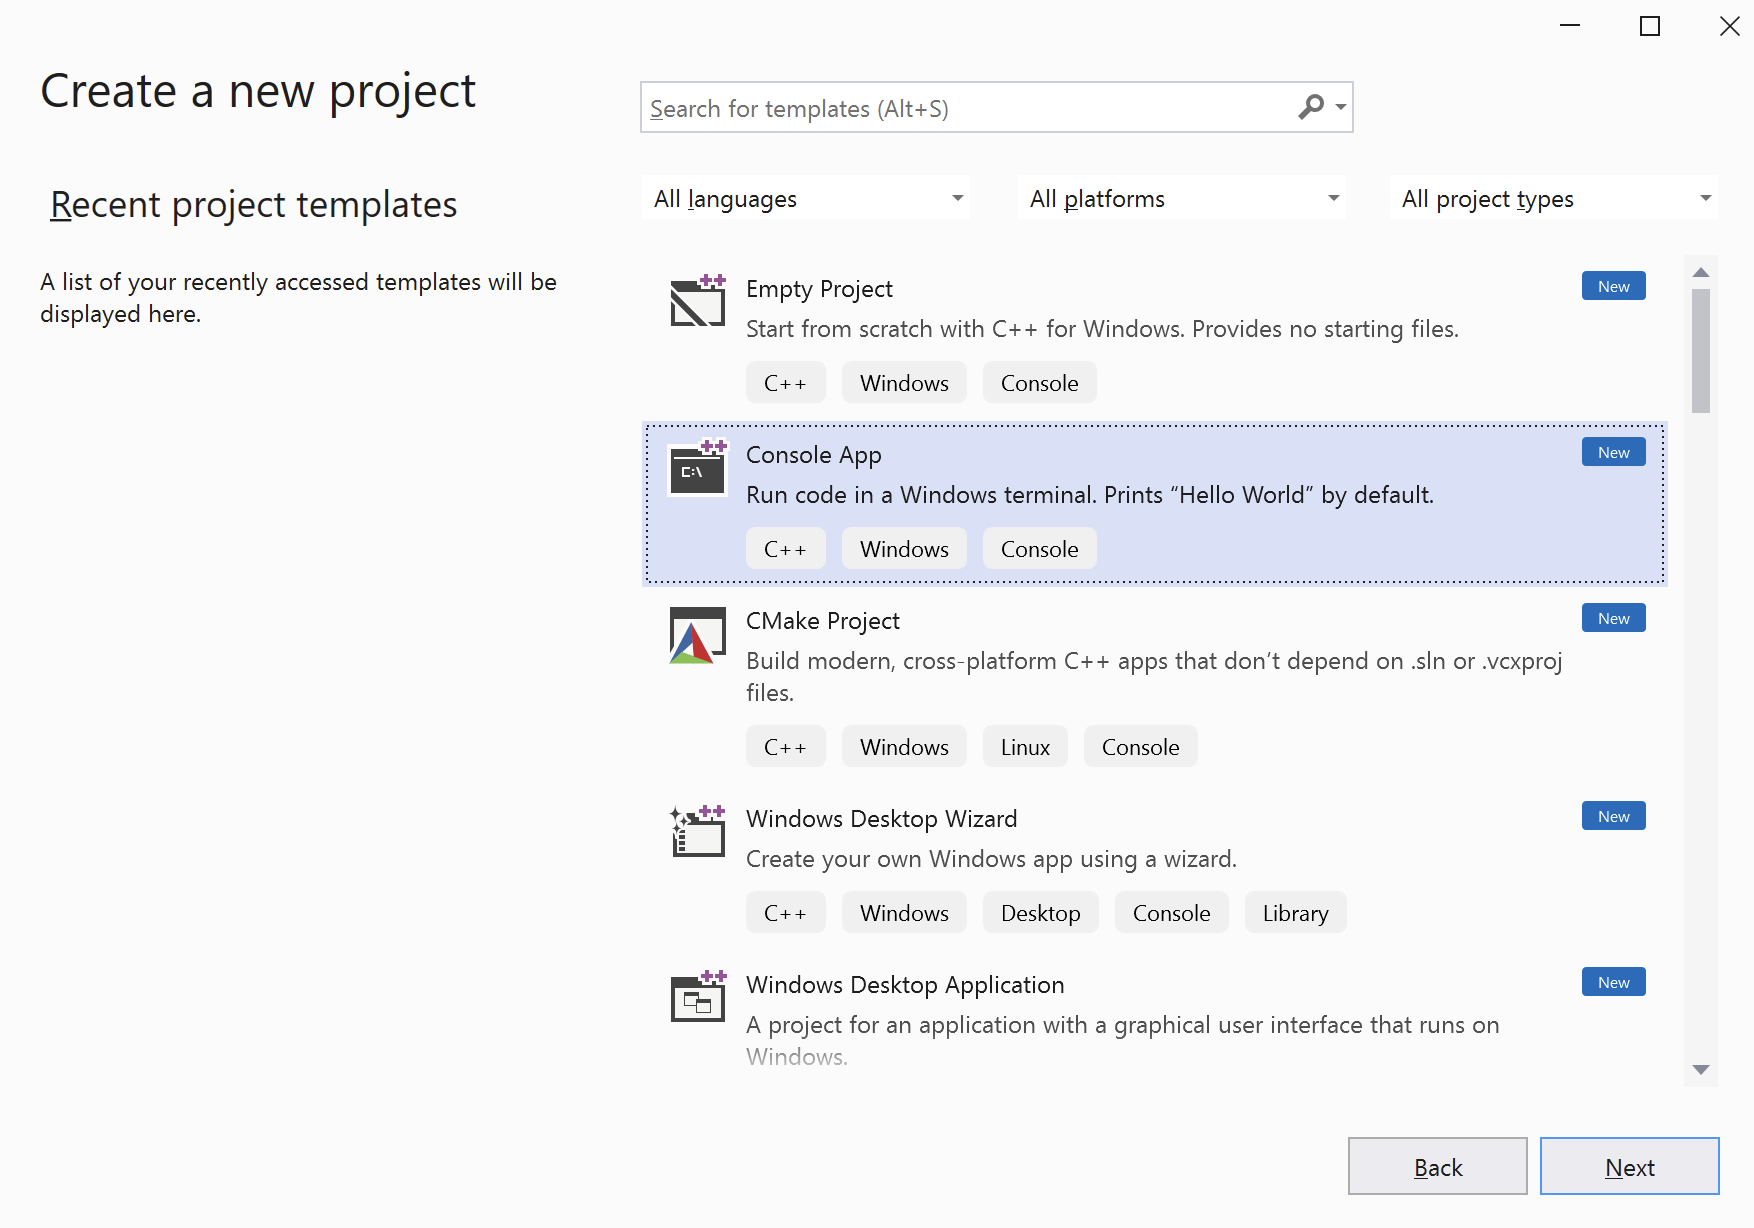 Create a new project
Search for templates (Alt+S)
Recent project templates
A list of your recently accessed templates will be
displayed here.
All languages
All platforms
All project types
Empty Project
New
Start from scratch with C++ for Windows. Provides no starting files.
C++ Windows Console
Console App
New
C:\
Run code in a Windows terminal. Prints “Hello World” by default.
C++ Windows Console
CMake Project
New
Build modern, cross-platform C++ apps that don’t depend on .sln or .vcxproj
files.
C++ Windows Linux Console
Windows Desktop Wizard
New
Create your own Windows app using a wizard.
C++ Windows Desktop Console Library
Windows Desktop Application
New
A project for an application with a graphical user interface that runs on
Windows.
Back
Next